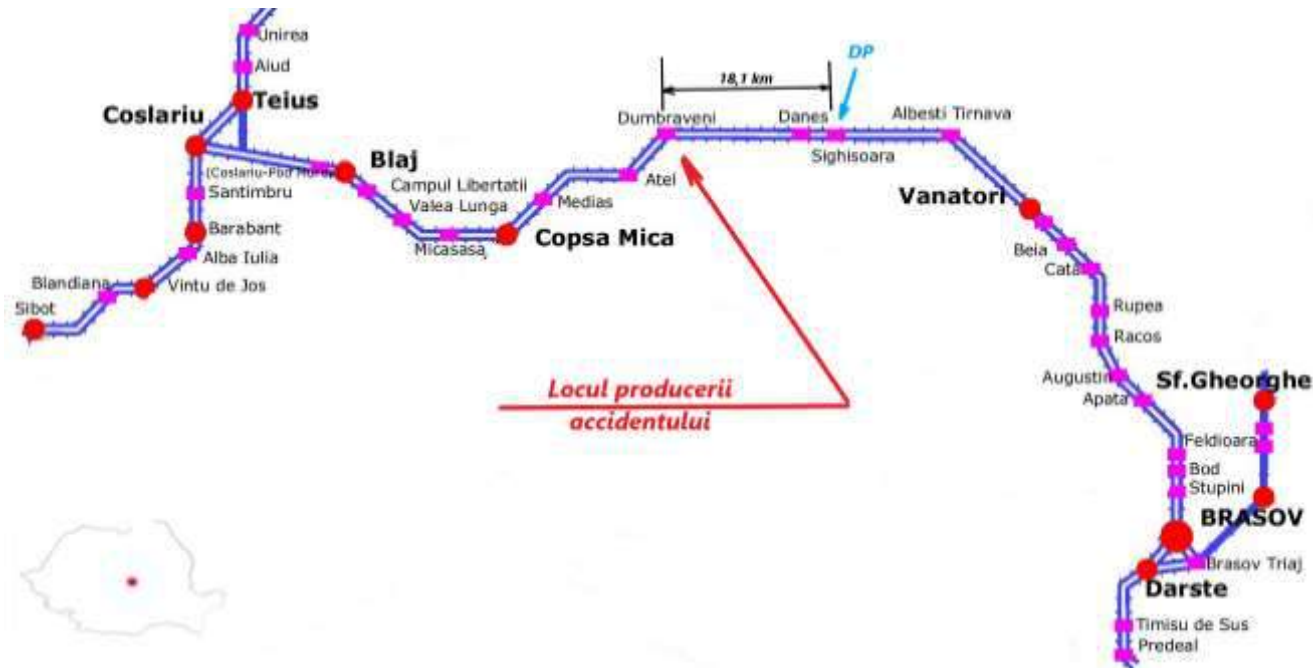 Unirea
Aiud
Teius
Coslariu
(Coslariu-Pod
Blaj
Santimbru
Barabant
Alba Iulia
Blandiana
Vintu de Jos
Sibot
Campul Libertatii
Valea Lunga
Micasasa
Copsa Mica
Medias
Atel
Dumbraveni
18,1 km
Danes
DP
Sighisoara
Albesti Tirnava
Vanatori
Beia
Cata
Rupea
Racos
Augustin
Apata
Sf.Gheorghe
Feldioara
Bod
Stupini
BRASOV
Brasov Triaj
Darste
Timisu de Sus
Predeal
Locul producerii
accidentului